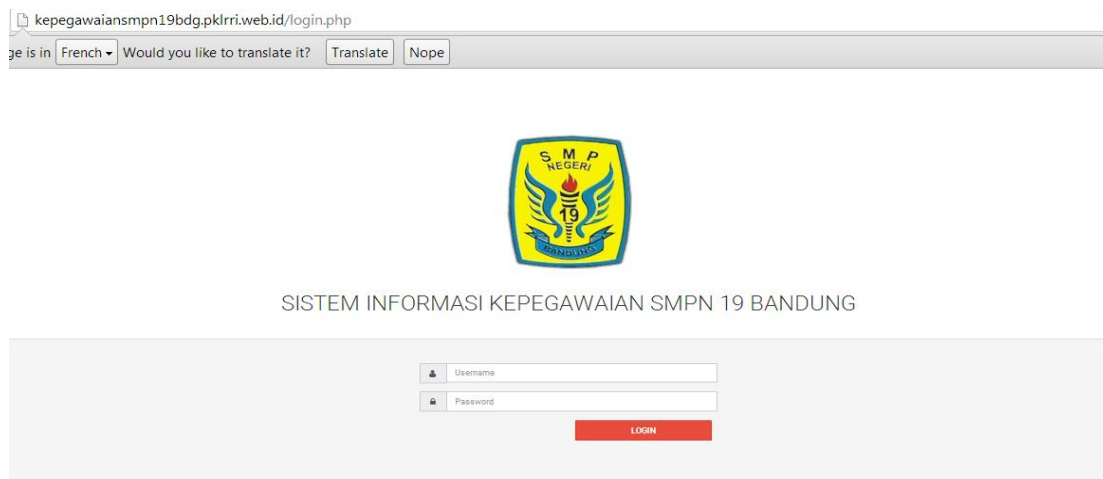 kepegawaiansmpn19bdg.pklrri.web.id/login.php
ge is in French Would you like to translate it? Translate Nope
S M P
NEGERI
19
BANDUNG
SISTEM INFORMASI KEPEGAWAIAN SMPN 19 BANDUNG
Username
Password
LOGIN